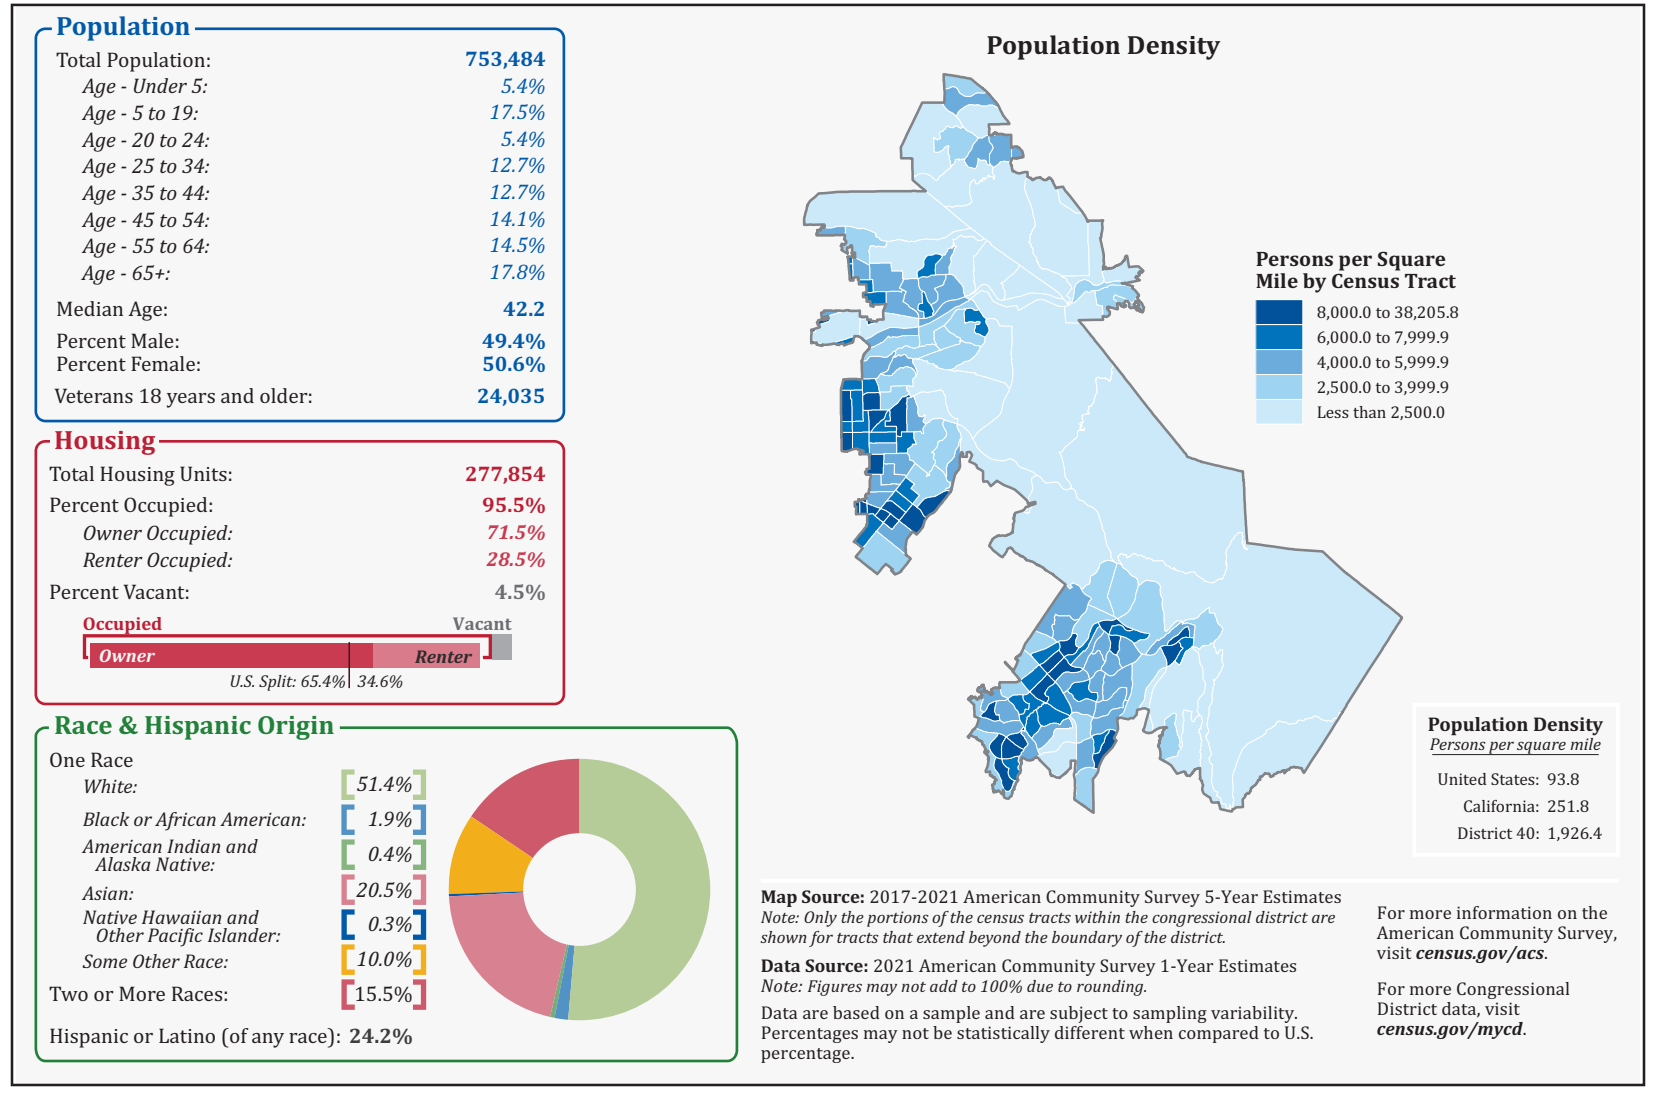 Population
Total Population: 753,484
Age - Under 5: 5.4%
Age - 5 to 19: 17.5%
Age - 20 to 24: 5.4%
Age - 25 to 34: 12.7%
Age - 35 to 44: 12.7%
Age - 45 to 54: 14.1%
Age - 55 to 64: 14.5%
Age - 65+: 17.8%
Median Age: 42.2
Percent Male: 49.4%
Percent Female: 50.6%
Veterans 18 years and older: 24,035
Housing
Total Housing Units: 277,854
Percent Occupied: 95.5%
Owner Occupied: 71.5%
Renter Occupied: 28.5%
Percent Vacant: 4.5%
Occupied Vacant
Owner Renter
U.S. Split: 65.4% 34.6%
Race & Hispanic Origin
One Race
White: 51.4%
Black or African American: 1.9%
American Indian and
Alaska Native: 0.4%
Asian: 20.5%
Native Hawaiian and
Other Pacific Islander: 0.3%
Some Other Race: 10.0%
Two or More Races: 15.5%
Hispanic or Latino (of any race): 24.2%
Population Density
Persons per Square
Mile by Census Tract
8,000.0 to 38,205.8
6,000.0 to 7,999.9
4,000.0 to 5,999.9
2,500.0 to 3,999.9
Less than 2,500.0
Population Density
Persons per square mile
United States: 93.8
California: 251.8
District 40: 1,926.4
Map Source: 2017-2021 American Community Survey 5-Year Estimates
Note: Only the portions of the census tracts within the congressional district are
shown for tracts that extend beyond the boundary of the district.
Data Source: 2021 American Community Survey 1-Year Estimates
Note: Figures may not add to 100% due to rounding.
Data are based on a sample and are subject to sampling variability.
Percentages may not be statistically different when compared to U.S.
percentage.
For more information on the
American Community Survey,
visit census.gov/acs.
For more Congressional
District data, visit
census.gov/mycd.